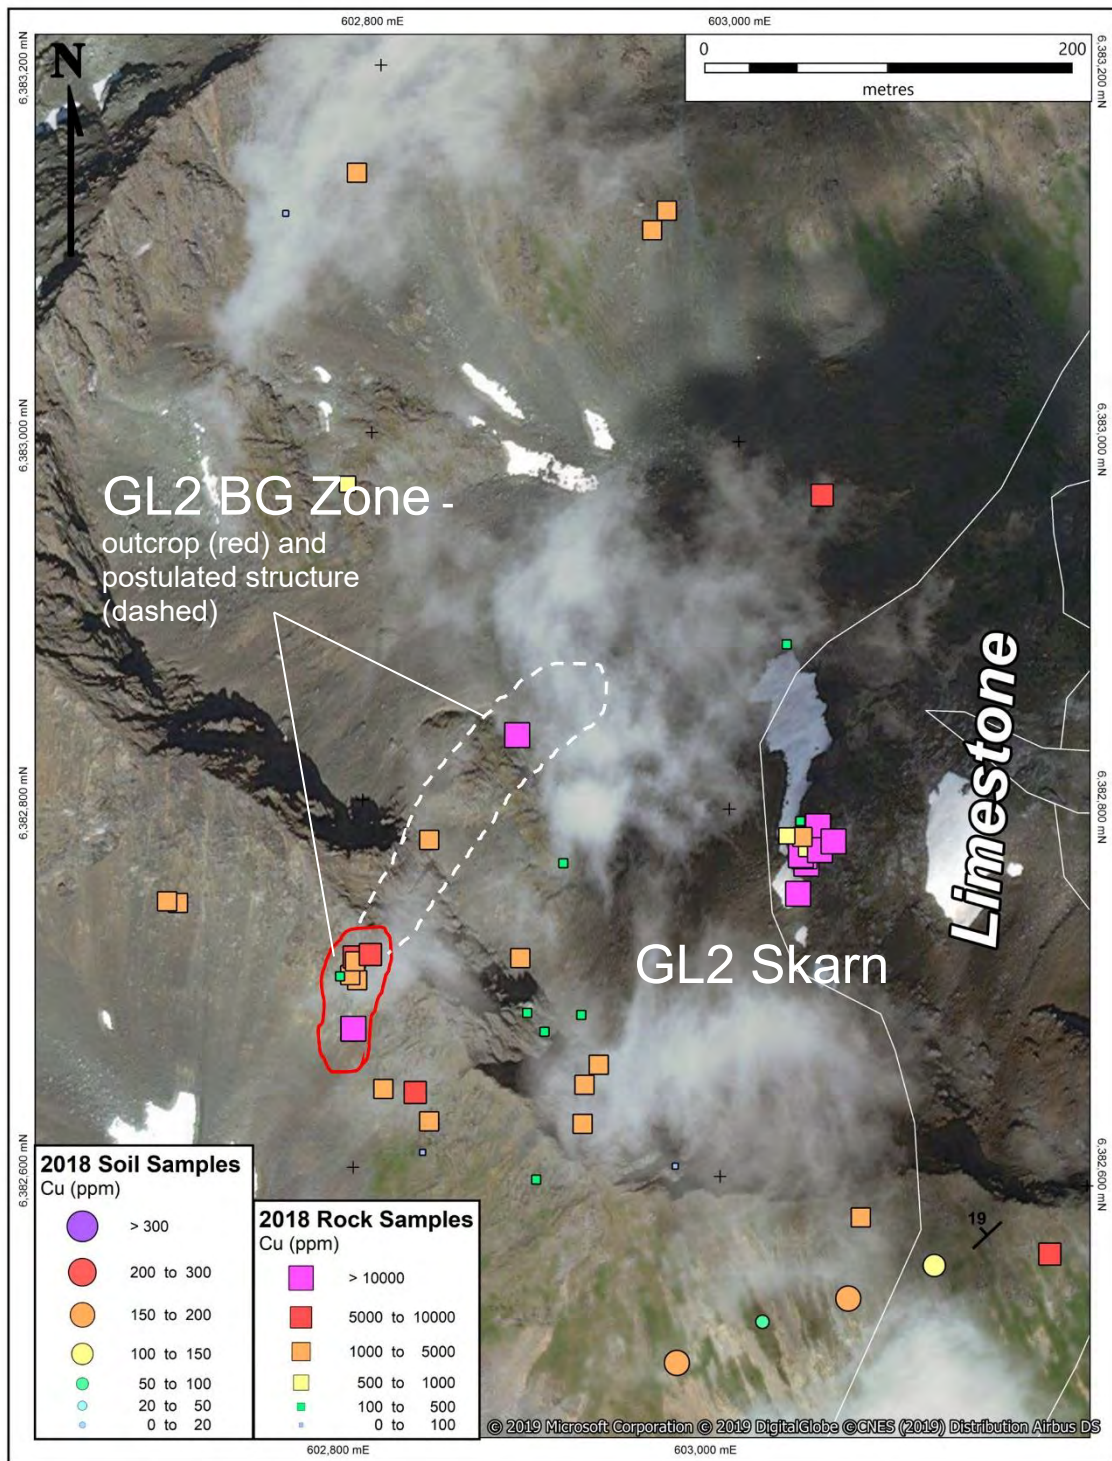 602,800 mE
603,000 mE
6,383,200 mN
6,383,200 mN
N
0 200
metres
6,383,000 mN
6,383,000 mN
GL2 BG Zone -
outcrop (red) and
postulated structure
(dashed)
Limestone
6,382,800 mN
6,382,800 mN
GL2 Skarn
6,382,600 mN
6,382,600 mN
19
2018 Soil Samples
Cu (ppm)
> 300
200 to 300
150 to 200
100 to 150
50 to 100
20 to 50
0 to 20
2018 Rock Samples
Cu (ppm)
> 10000
5000 to 10000
1000 to 5000
500 to 1000
100 to 500
0 to 100
© 2019 Microsoft Corporation © 2019 DigitalGlobe ©CNES (2019) Distribution Airbus DS
602,800 mE
603,000 mE